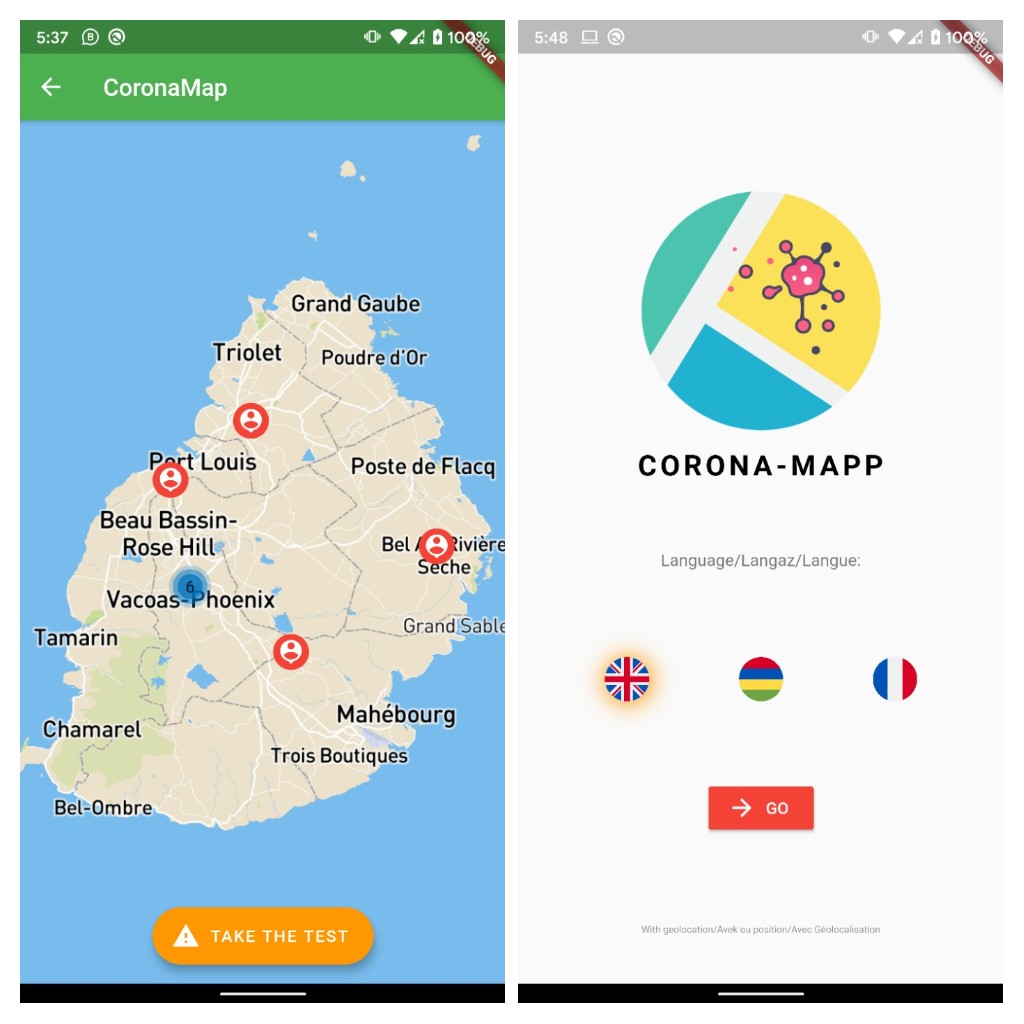 5:37
100%
DEBUG
CoronaMap
Grand Gaube
Triolet
Poudre d'Or
Port Louis
Poste de Flacq
Beau Bassin-
Rose Hill
Rivière
Sèche
6
Vacoas-Phoenix
Grand Sable
Tamarin
Mahébourg
Chamarel
Trois Boutiques
Bel-Ombre
TAKE THE TEST
5:48
100%
DEBUG
CORONA-MAPP
Language/Langaz/Langue:
GO
With geolocation/Avek ou position/Avec Géolocalisation